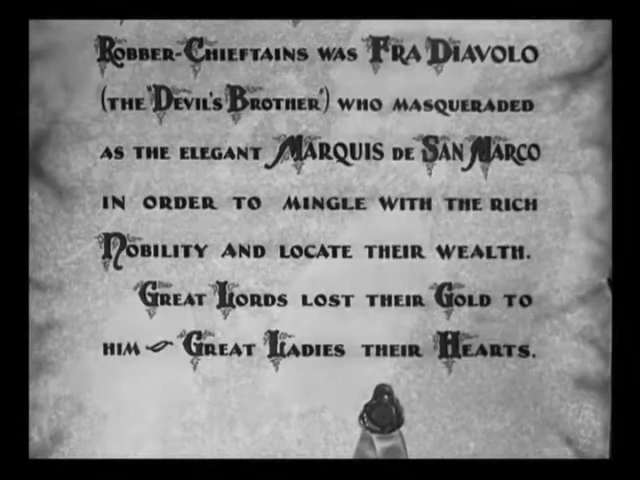 ROBBER-CHIEFTAINS WAS FRA DIAVOLO
(THE "DEVIL'S BROTHER") WHO MASQUERADED
AS THE ELEGANT MARQUIS DE SAN MARCO
IN ORDER TO MINGLE WITH THE RICH
NOBILITY AND LOCATE THEIR WEALTH.
GREAT LORDS LOST THEIR GOLD TO
HIM ~ GREAT LADIES THEIR HEARTS.